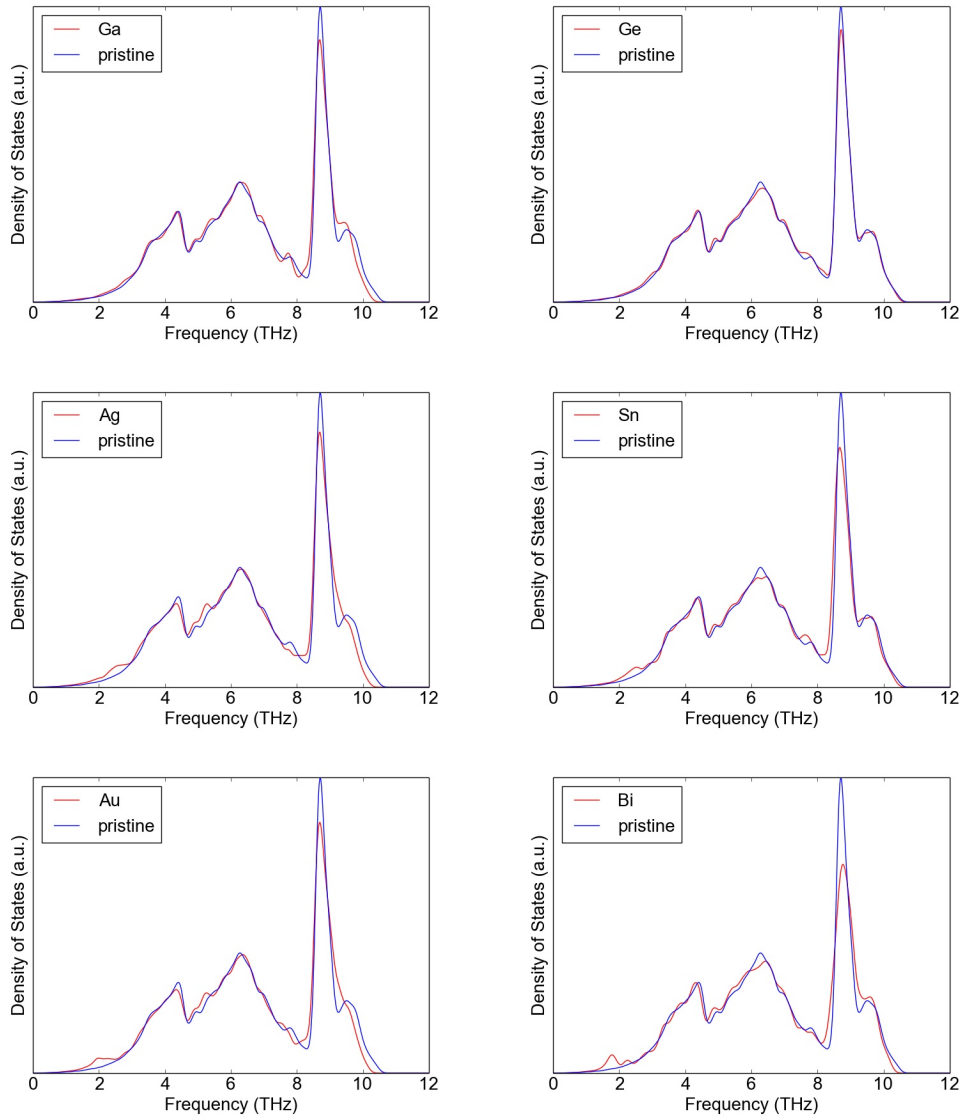 Ga
pristine
Density of States (a.u.)
0 2 4 6 8 10 12
Frequency (THz)
Ge
pristine
Density of States (a.u.)
0 2 4 6 8 10 12
Frequency (THz)
Ag
pristine
Density of States (a.u.)
0 2 4 6 8 10 12
Frequency (THz)
Sn
pristine
Density of States (a.u.)
0 2 4 6 8 10 12
Frequency (THz)
Au
pristine
Density of States (a.u.)
0 2 4 6 8 10 12
Frequency (THz)
Bi
pristine
Density of States (a.u.)
0 2 4 6 8 10 12
Frequency (THz)